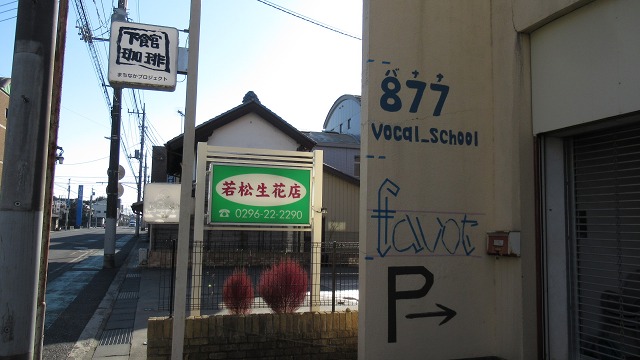 下館
珈琲
まちなかプロジェクト
若松生花店
☎ 0296-22-2290
バナナ
877
Vocal_School
favot
P →